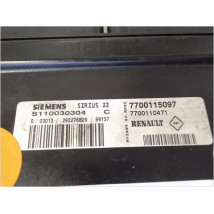 SIEMENS SIRIUS 32
S110030304 C
7700115097
7700110471
RENAULT